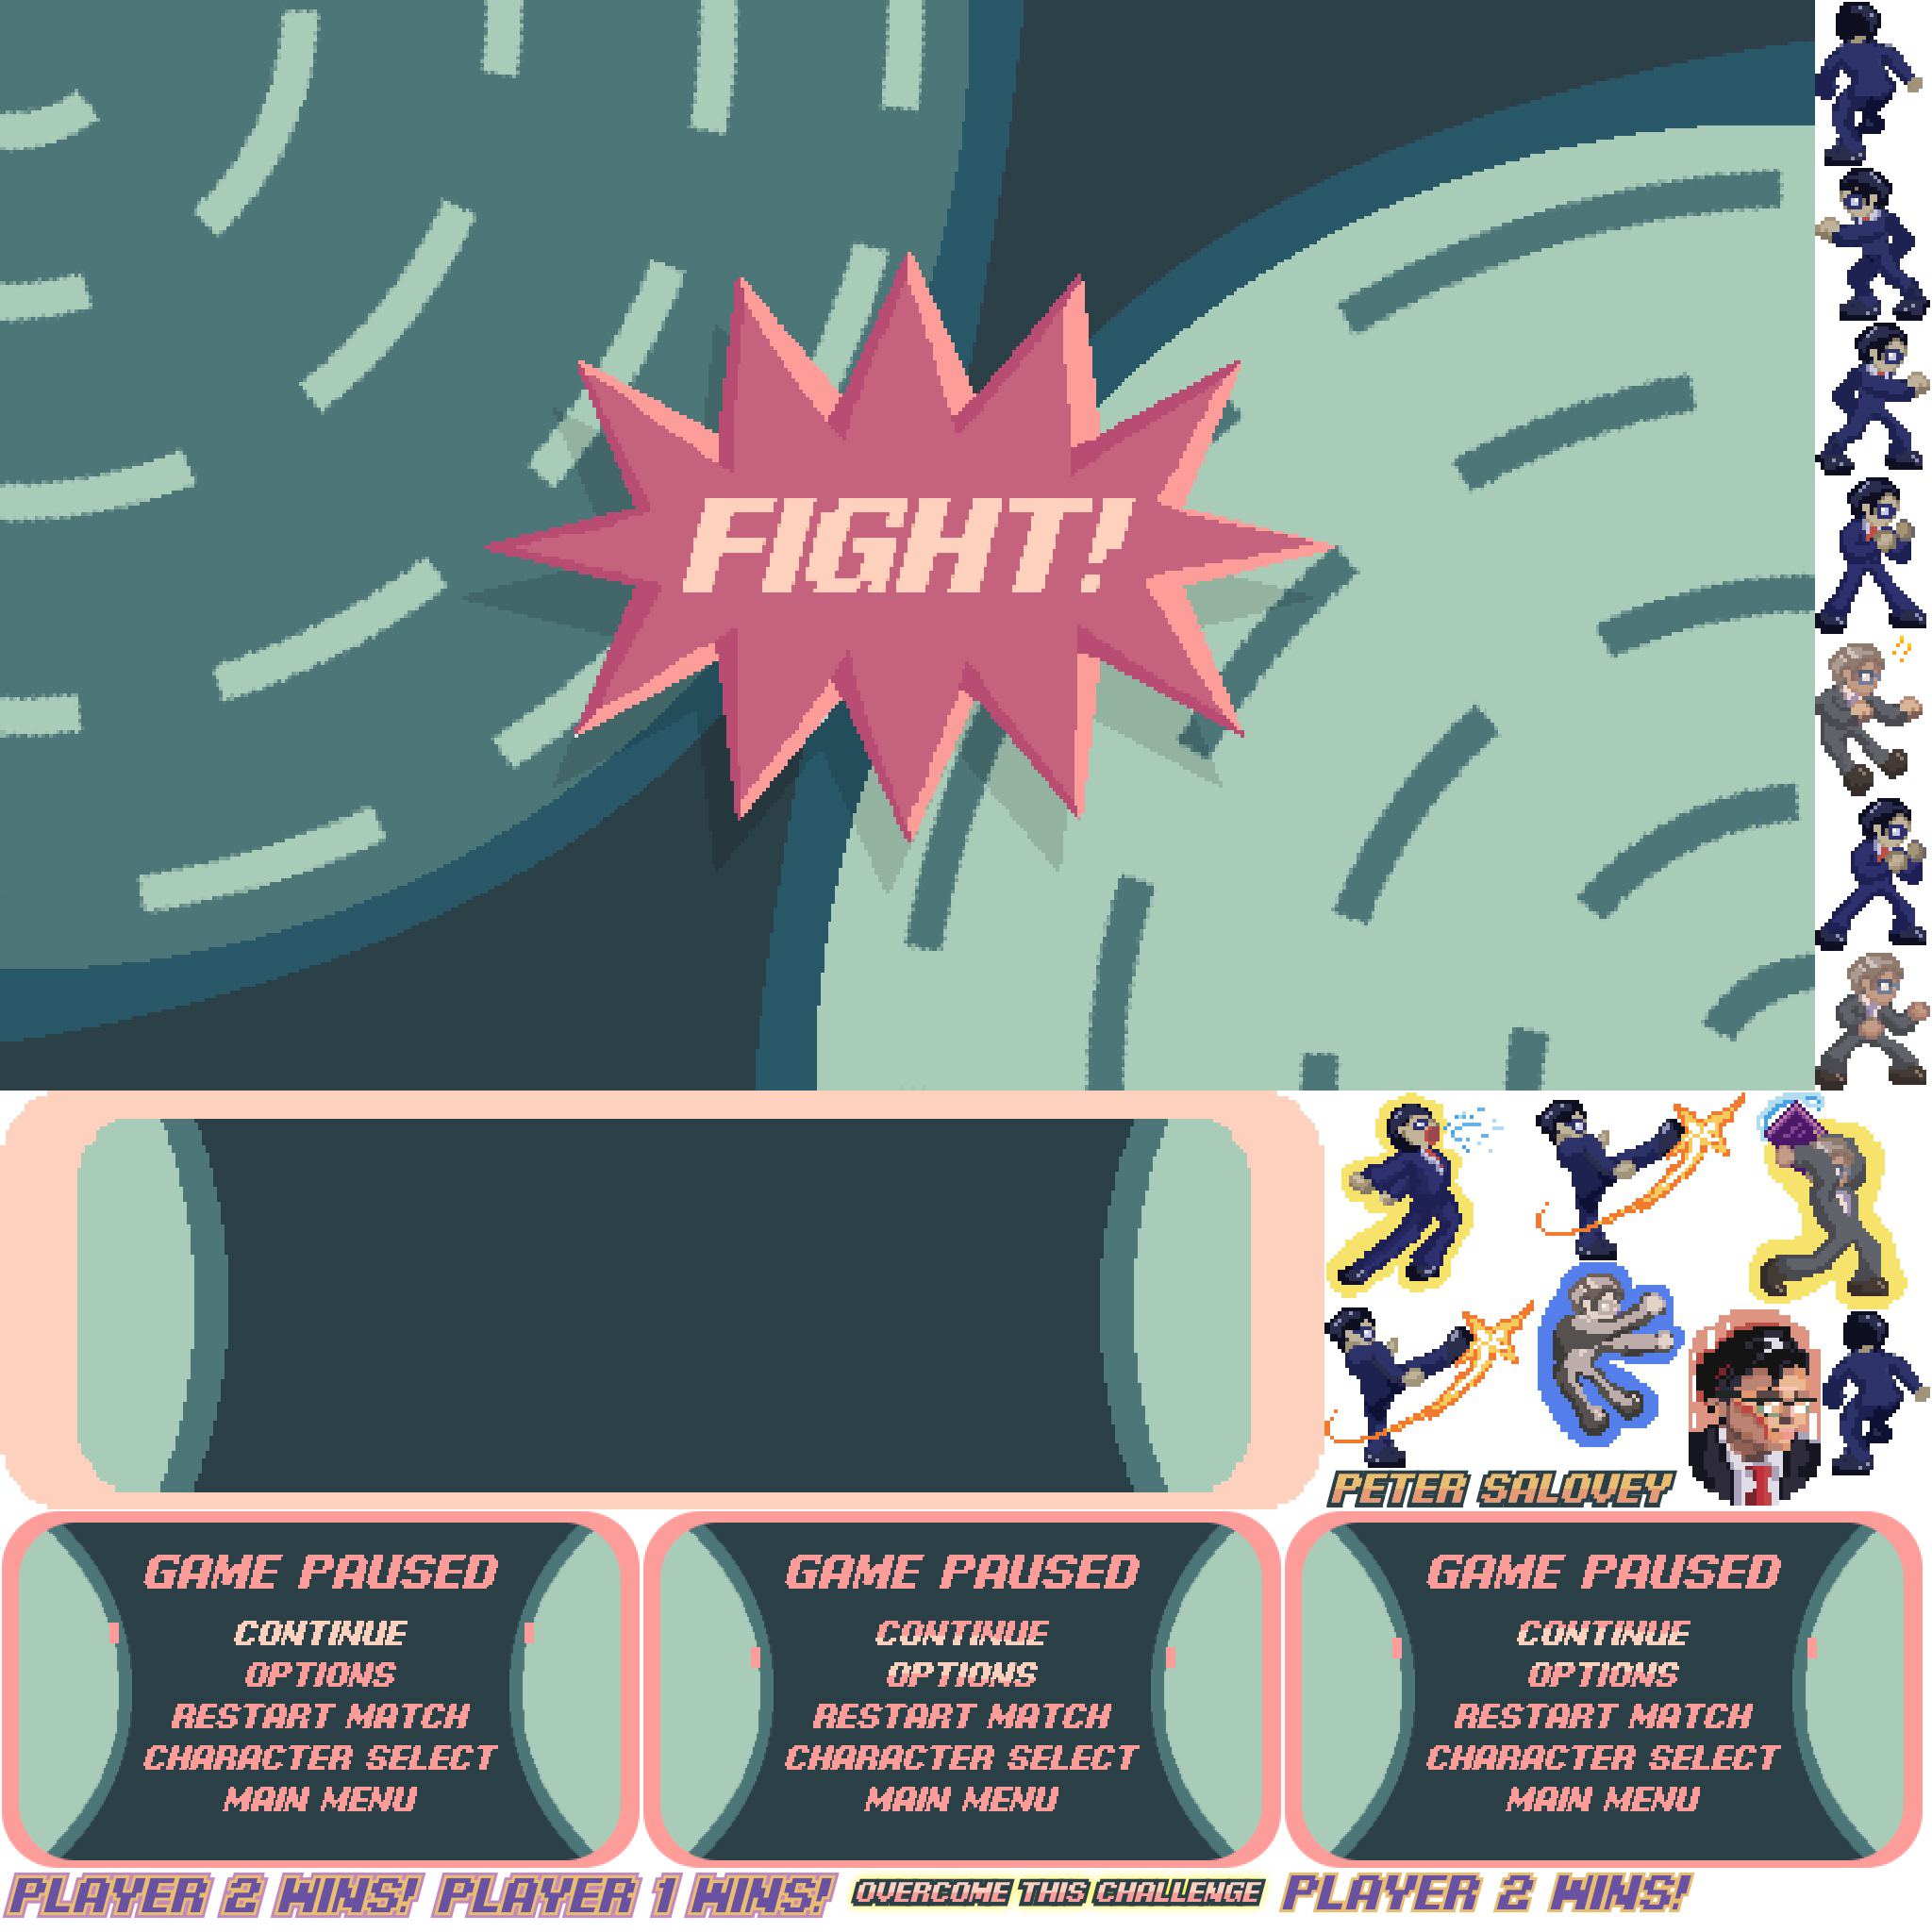 FIGHT!
PETER SALOVEY
GAME PAUSED
CONTINUE
OPTIONS
RESTART MATCH
CHARACTER SELECT
MAIN MENU
GAME PAUSED
CONTINUE
OPTIONS
RESTART MATCH
CHARACTER SELECT
MAIN MENU
GAME PAUSED
CONTINUE
OPTIONS
RESTART MATCH
CHARACTER SELECT
MAIN MENU
PLAYER 2 WINS!
PLAYER 1 WINS!
OVERCOME THIS CHALLENGE
PLAYER 2 WINS!